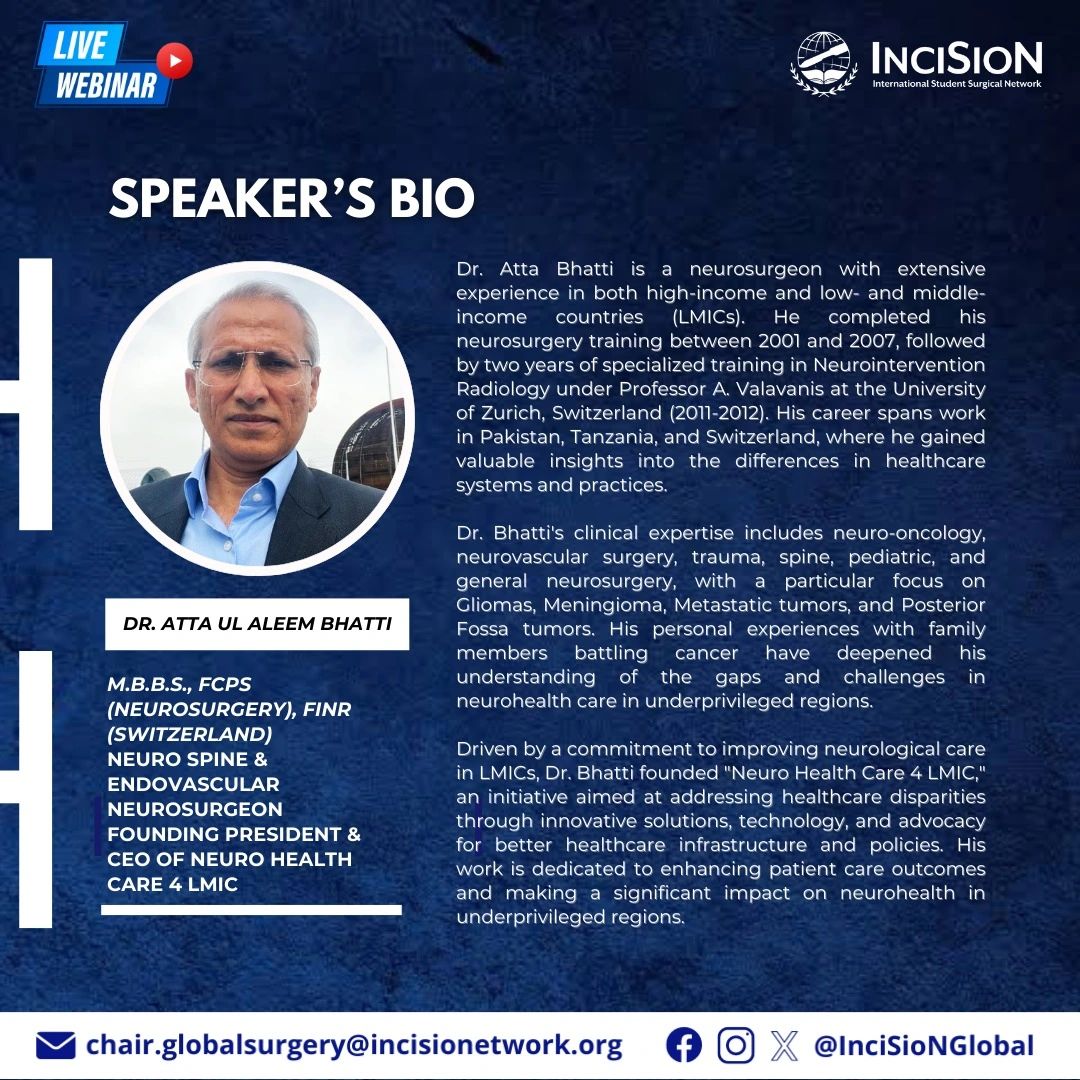 LIVE
WEBINAR
INCISION
International Student Surgical Network
SPEAKER'S BIO
DR. ATTA UL ALEEM BHATTI
M.B.B.S., FCPS
(NEUROSURGERY), FINR
(SWITZERLAND)
NEURO SPINE &
ENDOVASCULAR
NEUROSURGEON
FOUNDING PRESIDENT &
CEO OF NEURO HEALTH
CARE 4 LMIC
Dr. Atta Bhatti is a neurosurgeon with extensive
experience in both high-income and low- and middle-
income countries (LMICs). He completed his
neurosurgery training between 2001 and 2007, followed
by two years of specialized training in Neurointervention
Radiology under Professor A. Valavanis at the University
of Zurich, Switzerland (2011-2012). His career spans work
in Pakistan, Tanzania, and Switzerland, where he gained
valuable insights into the differences in healthcare
systems and practices.
Dr. Bhatti's clinical expertise includes neuro-oncology,
neurovascular surgery, trauma, spine, pediatric, and
general neurosurgery, with a particular focus on
Gliomas, Meningioma, Metastatic tumors, and Posterior
Fossa tumors. His personal experiences with family
members battling cancer have deepened his
understanding of the gaps and challenges in
neurohealth care in underprivileged regions.
Driven by a commitment to improving neurological care
in LMICs, Dr. Bhatti founded "Neuro Health Care 4 LMIC,"
an initiative aimed at addressing healthcare disparities
through innovative solutions, technology, and advocacy
for better healthcare infrastructure and policies. His
work is dedicated to enhancing patient care outcomes
and making a significant impact on neurohealth in
underprivileged regions.
chair.globalsurgery@incisionetwork.org
@InciSioNGlobal